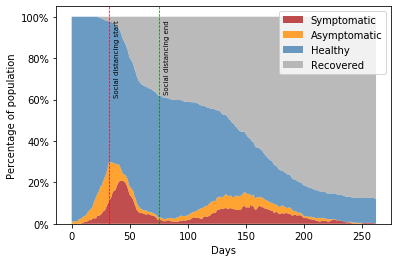 100%
80%
60%
40%
20%
0%
Percentage of population
Social distancing start
Social distancing end
Symptomatic
Asymptomatic
Healthy
Recovered
0
50
100
150
200
250
Days